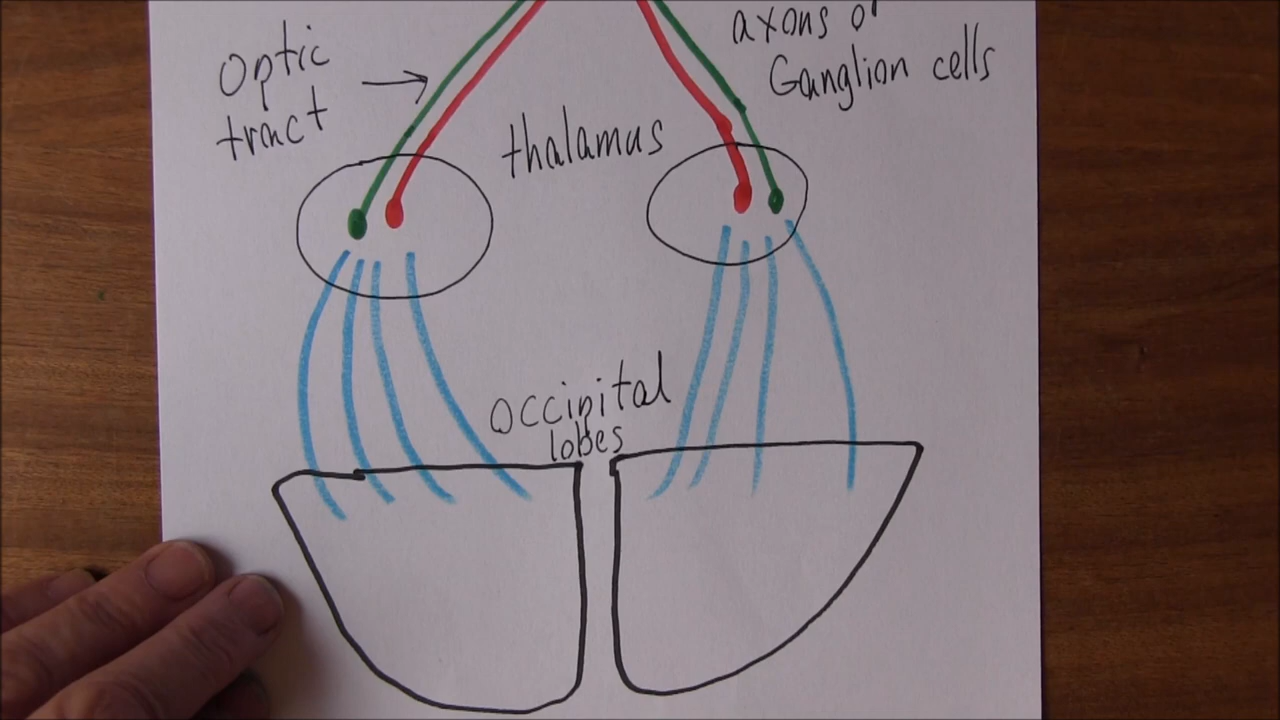 Optic
tract
axons of
Ganglion cells
thalamus
Occipital
lobes